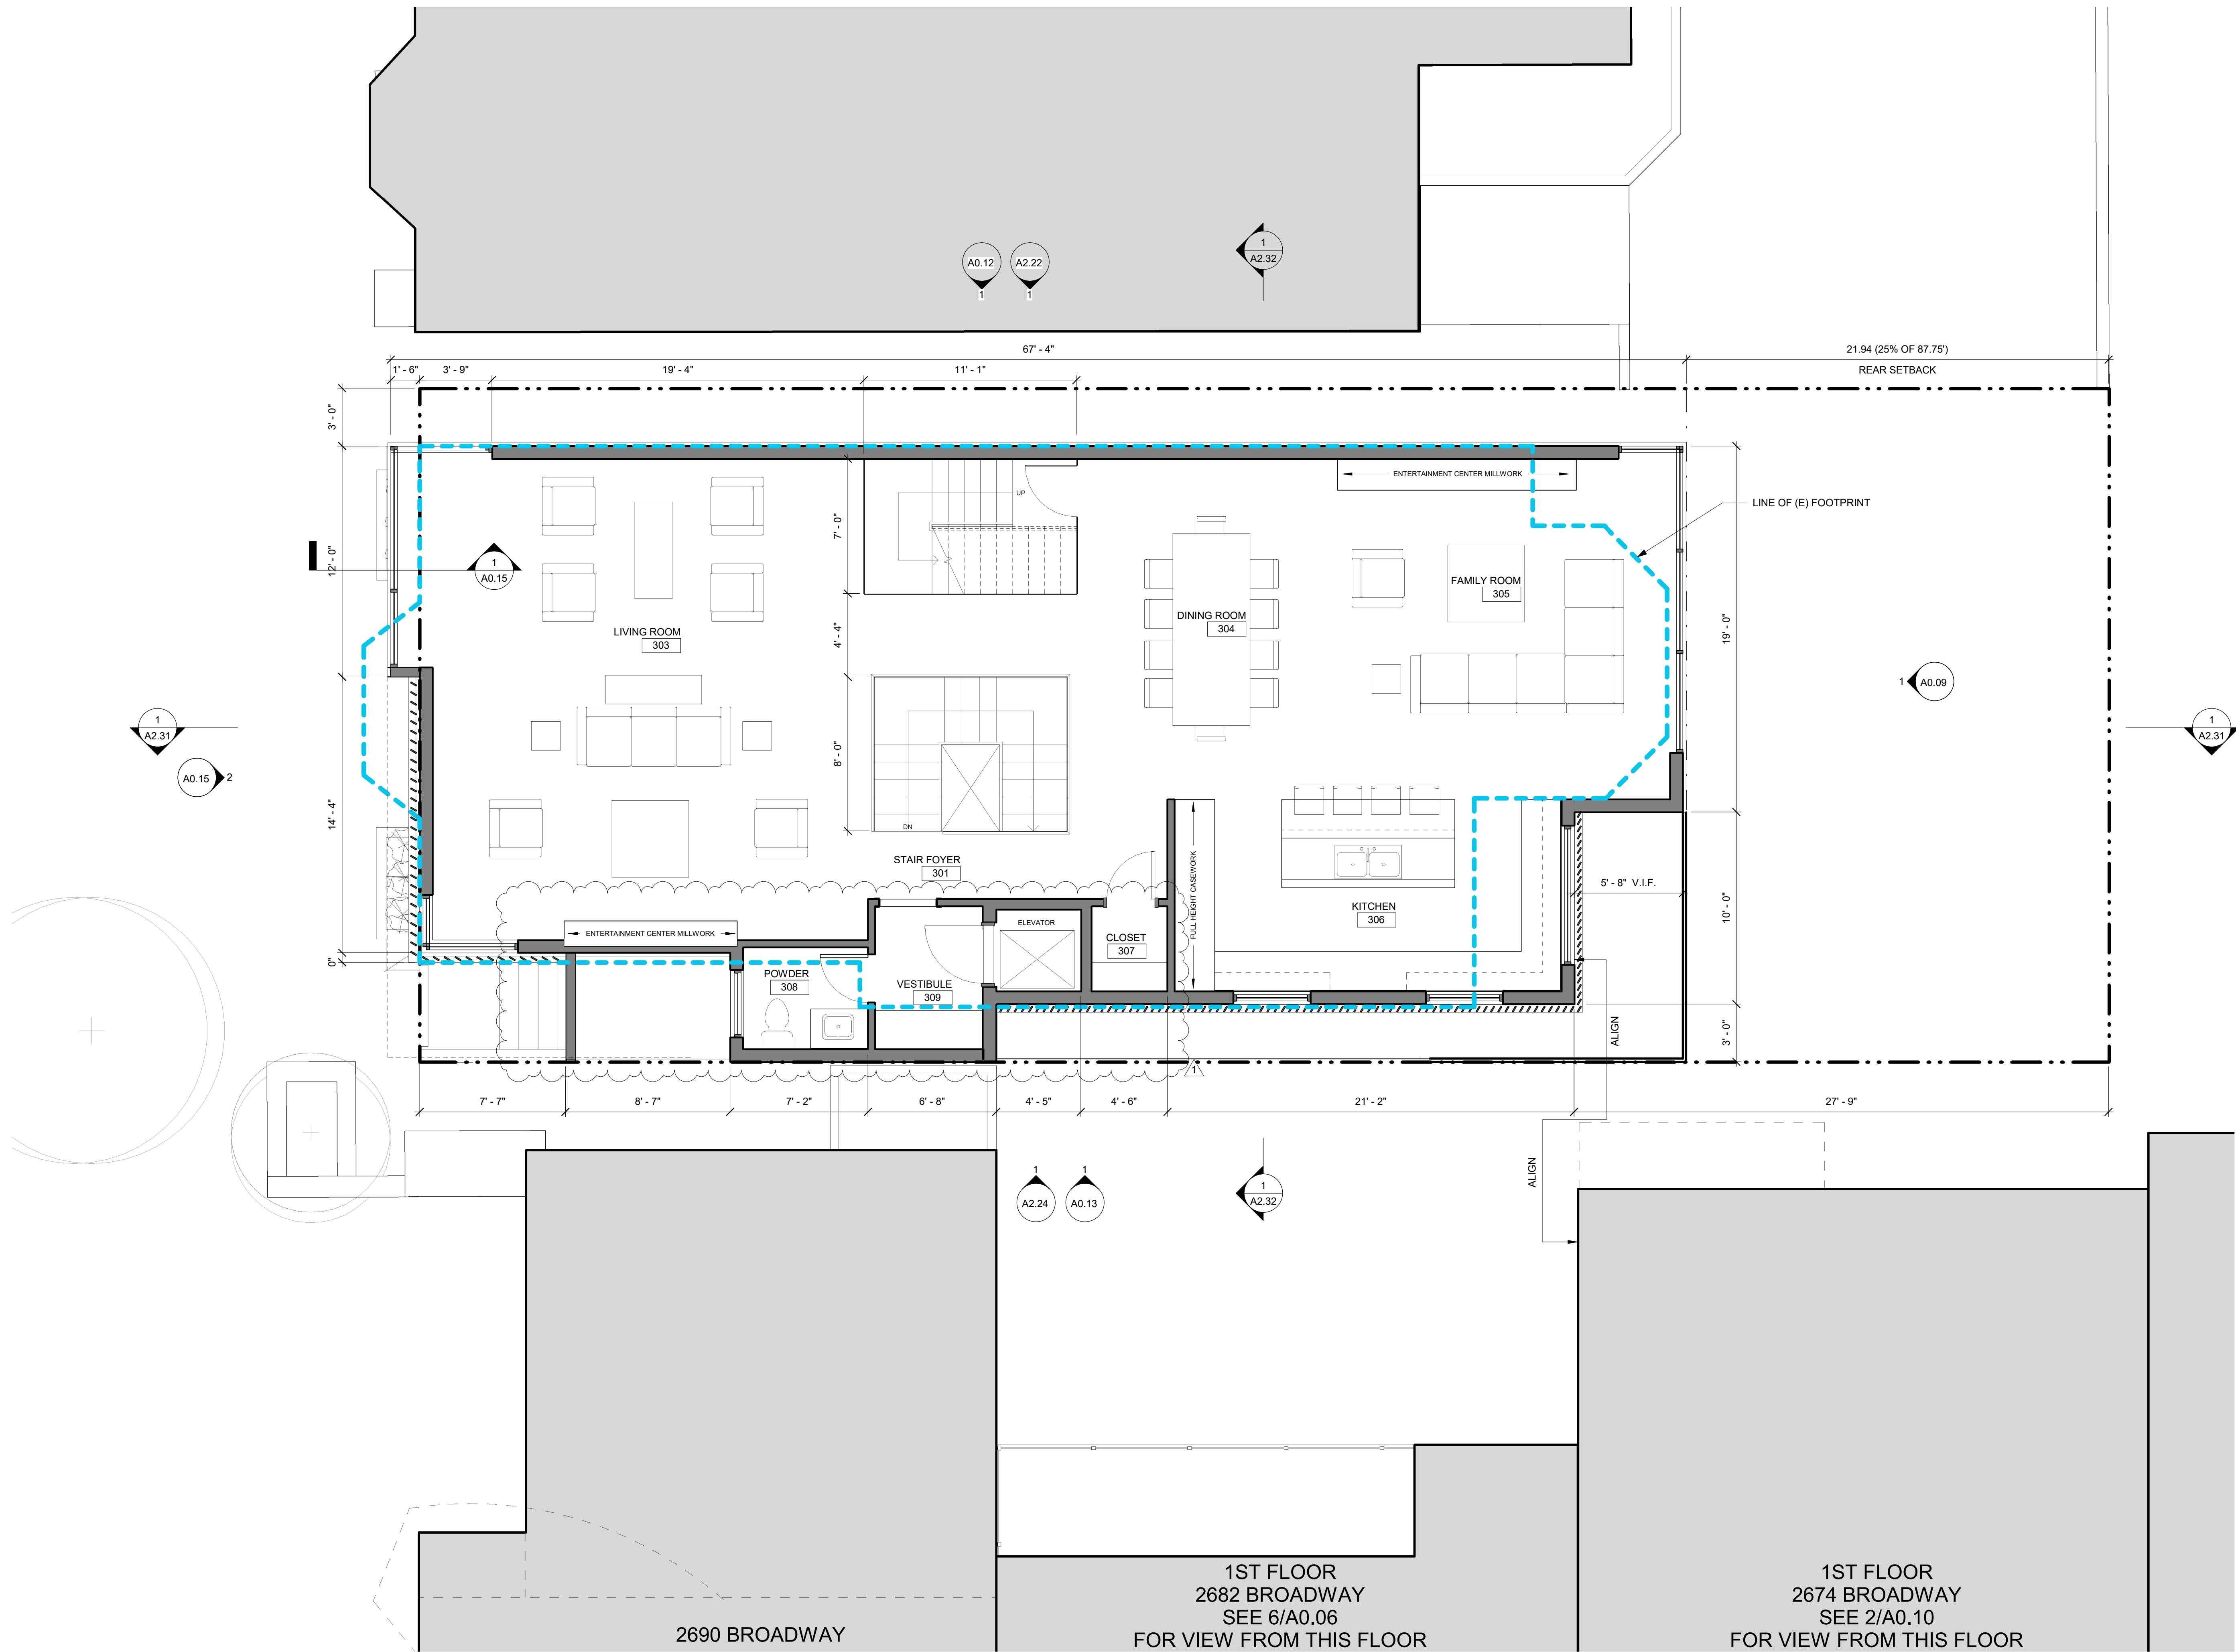 1
A2.32
A0.12
1
A2.22
1
67' - 4"
21.94 (25% OF 87.75')
REAR SETBACK
1' - 6"
3' - 9"
19' - 4"
11' - 1"
3' - 0"
12' - 0"
14' - 4"
0"
ENTERTAINMENT CENTER MILLWORK
UP
LINE OF (E) FOOTPRINT
7' - 0"
1
A0.15
FAMILY ROOM
305
DINING ROOM
304
LIVING ROOM
303
4' - 4"
19' - 0"
1
A0.09
1
A2.31
1
A2.31
A0.15
2
8' - 0"
DN
STAIR FOYER
301
FULL HEIGHT CASEWORK
5' - 8" V.I.F.
KITCHEN
306
10' - 0"
ELEVATOR
ENTERTAINMENT CENTER MILLWORK
CLOSET
307
POWDER
308
VESTIBULE
309
ALIGN
3' - 0"
1
7' - 7"
8' - 7"
7' - 2"
6' - 8"
4' - 5"
4' - 6"
21' - 2"
27' - 9"
ALIGN
1
A2.24
1
A0.13
1
A2.32
2690 BROADWAY
1ST FLOOR
2682 BROADWAY
SEE 6/A0.06
FOR VIEW FROM THIS FLOOR
1ST FLOOR
2674 BROADWAY
SEE 2/A0.10
FOR VIEW FROM THIS FLOOR